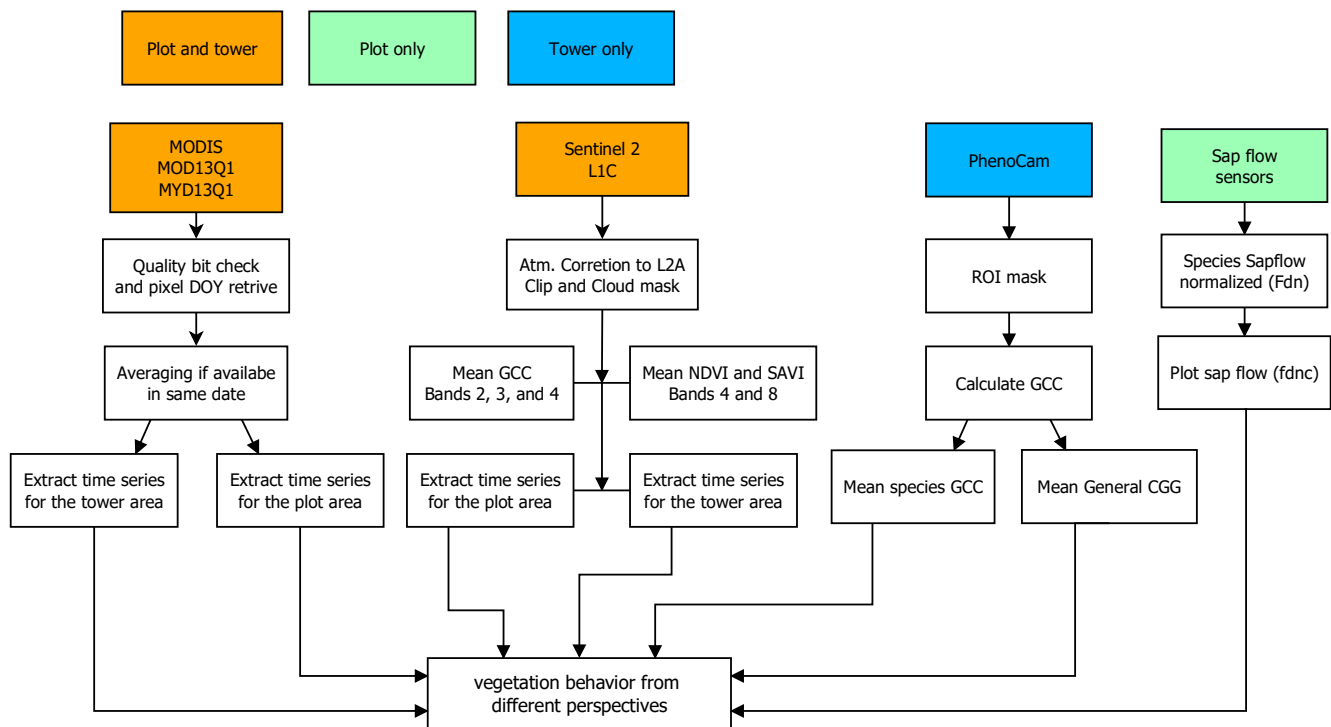 Plot and tower
Plot only
Tower only
MODIS
MOD13Q1
MYD13Q1
Sentinel 2
L1C
PhenoCam
Sap flow
sensors
Quality bit check
and pixel DOY retrive
Atm. Corretion to L2A
Clip and Cloud mask
ROI mask
Species Sapflow
normalized (Fdn)
Averaging if availabe
in same date
Mean GCC
Bands 2, 3, and 4
Mean NDVI and SAVI
Bands 4 and 8
Calculate GCC
Plot sap flow (fdnc)
Extract time series
for the tower area
Extract time series
for the plot area
Extract time series
for the plot area
Extract time series
for the tower area
Mean species GCC
Mean General CGG
vegetation behavior from
different perspectives